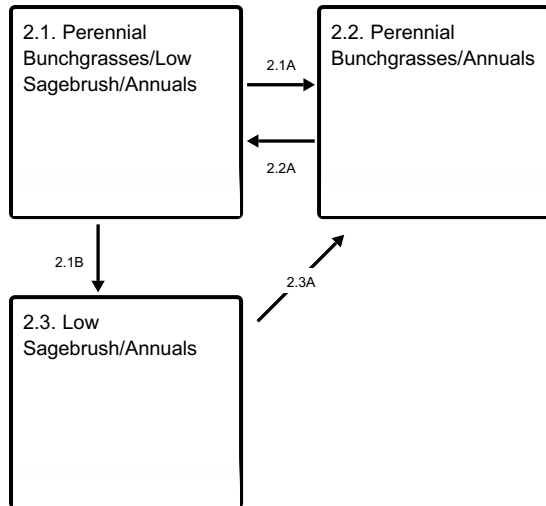 2.1. Perennial
Bunchgrasses/Low
Sagebrush/Annuals
2.2. Perennial
Bunchgrasses/Annuals
2.1A
2.2A
2.1B
2.3A
2.3. Low
Sagebrush/Annuals